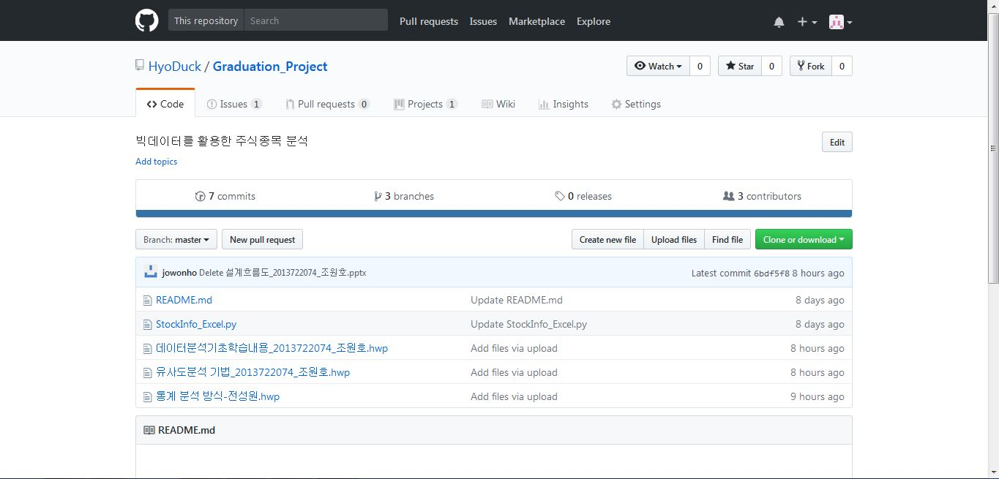 This repository Search Pull requests Issues Marketplace Explore
HyoDuck / Graduation_Project Watch 0 Star 0 Fork 0
Code Issues 1 Pull requests 0 Projects 1 Wiki Insights Settings
빅데이터를 활용한 주식종목 분석 Edit
Add topics
7 commits 3 branches 0 releases 3 contributors
Branch: master New pull request Create new file Upload files Find file Clone or download
jowonho Delete 설계흐름도_2013722074_조원호.pptx Latest commit 6bdf5f8 8 hours ago
README.md Update README.md 8 days ago
StockInfo_Excel.py Update StockInfo_Excel.py 8 days ago
데이터분석기초학습내용_2013722074_조원호.hwp Add files via upload 8 hours ago
유사도분석 기법_2013722074_조원호.hwp Add files via upload 8 hours ago
통계 분석 방식-전성원.hwp Add files via upload 9 hours ago
README.md